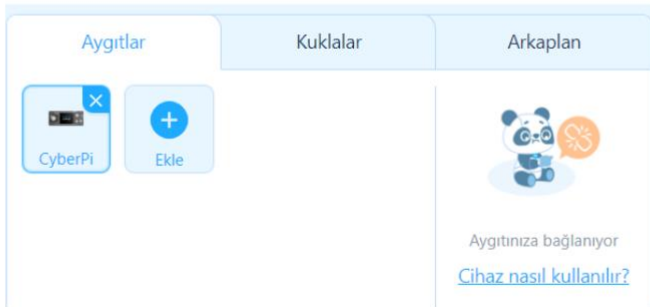 Aygıtlar
Kuklalar
Arkaplan
CyberPi
Ekle
Aygıtınıza bağlanıyor
Cihaz nasıl kullanılır?